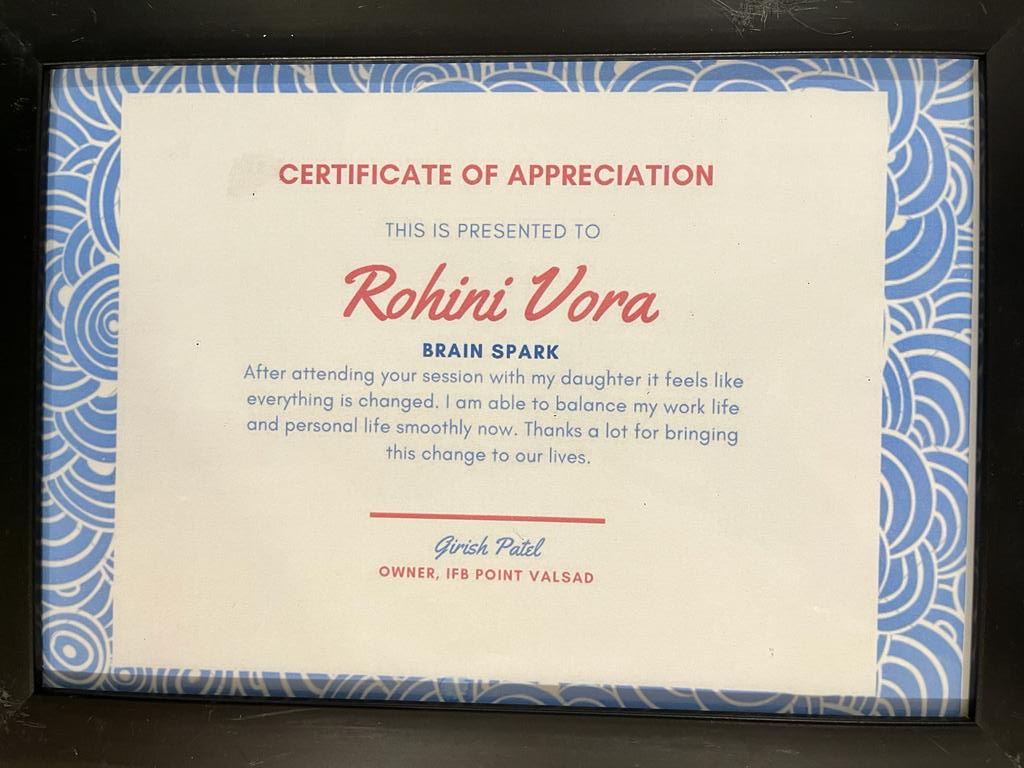 CERTIFICATE OF APPRECIATION
THIS IS PRESENTED TO
Rohini Vora
BRAIN SPARK
After attending your session with my daughter it feels like
everything is changed. I am able to balance my work life
and personal life smoothly now. Thanks a lot for bringing
this change to our lives.
Girish Patel
OWNER, IFB POINT VALSAD